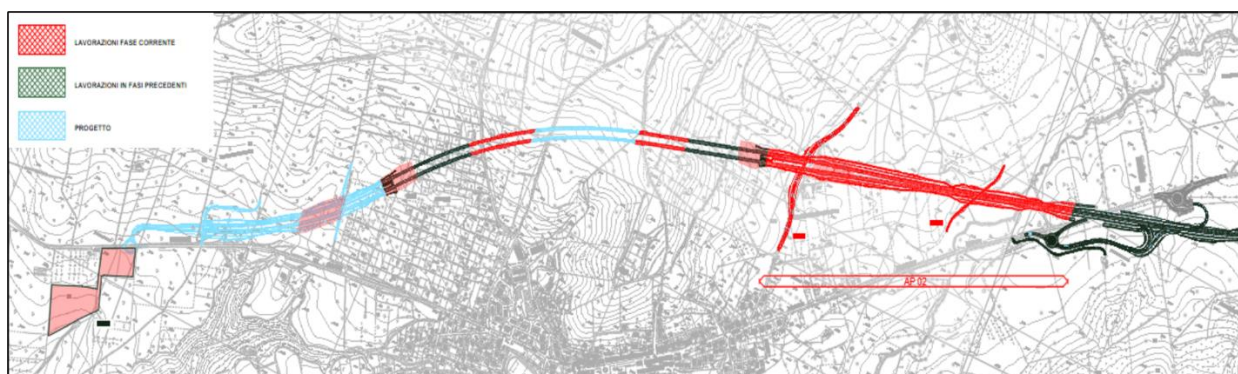 LAVORAZIONI FASE CORRENTE
LAVORAZIONI IN FASI PRECEDENTI
PROGETTO
AP 02